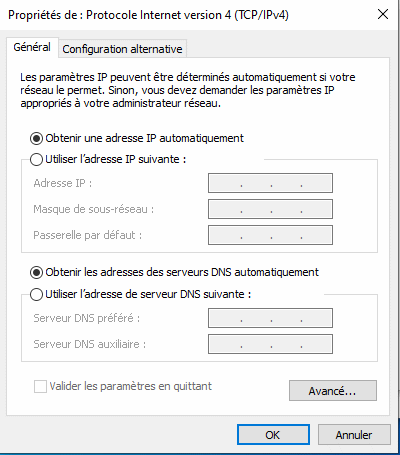 Propriétés de : Protocole Internet version 4 (TCP/IPv4)
Général
Configuration alternative
Les paramètres IP peuvent être déterminés automatiquement si votre
réseau le permet. Sinon, vous devez demander les paramètres IP
appropriés à votre administrateur réseau.
Obtenir une adresse IP automatiquement
Utiliser l'adresse IP suivante :
Adresse IP :
Masque de sous-réseau :
Passerelle par défaut :
Obtenir les adresses des serveurs DNS automatiquement
Utiliser l'adresse de serveur DNS suivante :
Serveur DNS préféré :
Serveur DNS auxiliaire :
Valider les paramètres en quittant
Avancé...
OK
Annuler